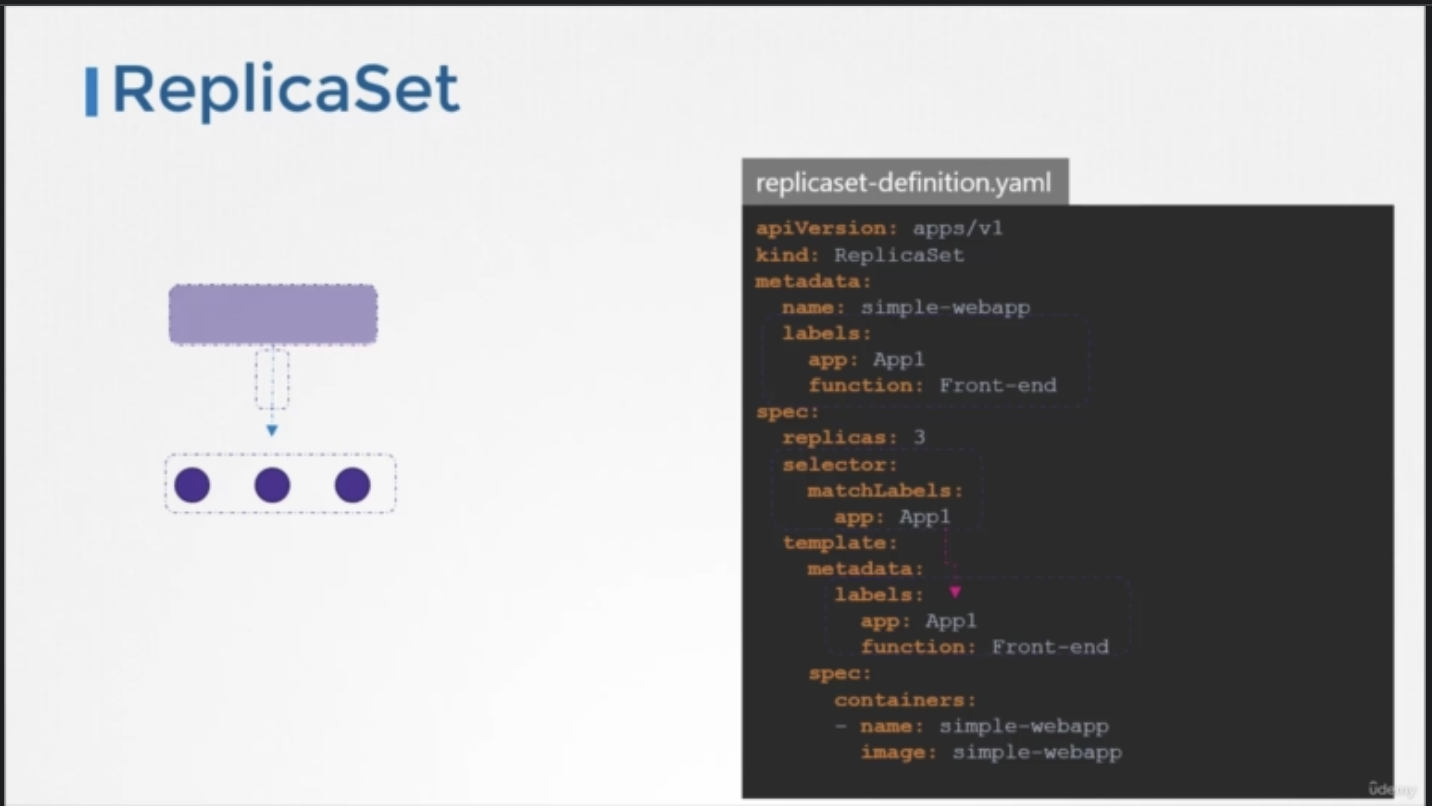 ReplicaSet
replicaset-definition.yaml
apiVersion: apps/v1
kind: ReplicaSet
metadata:
  name: simple-webapp
  labels:
    app: App1
    function: Front-end
spec:
  replicas: 3
  selector:
    matchLabels:
      app: App1
  template:
    metadata:
      labels:
        app: App1
        function: Front-end
    spec:
      containers:
      - name: simple-webapp
        image: simple-webapp
ûdemy